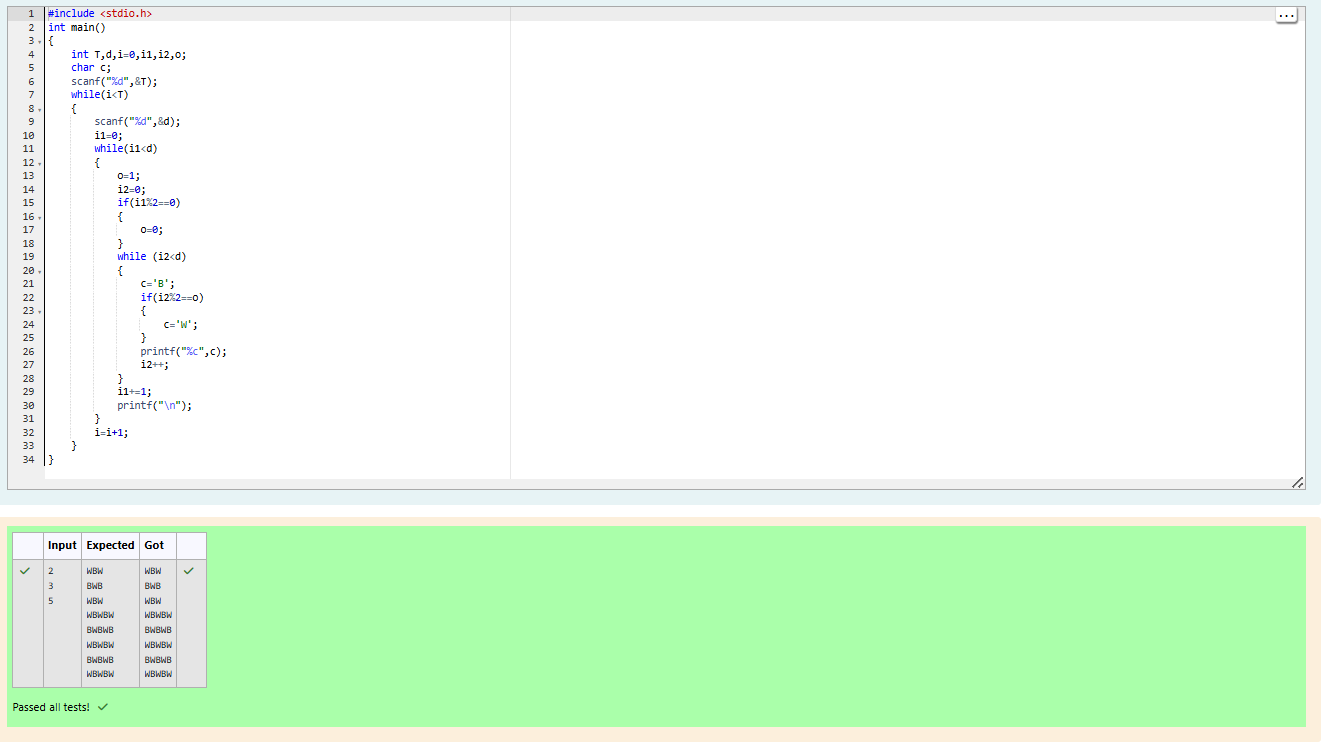 ...
1 #include <stdio.h>
2 int main()
3 {
4     int T,d,i=0,i1,i2,o;
5     char c;
6     scanf("%d",&T);
7     while(i<T)
8     {
9         scanf("%d",&d);
10         i1=0;
11         while(i1<d)
12         {
13             o=1;
14             i2=0;
15             if(i1%2==0)
16             {
17                 o=0;
18             }
19             while (i2<d)
20             {
21                 c='B';
22                 if(i2%2==o)
23                 {
24                     c='W';
25                 }
26                 printf("%c",c);
27                 i2++;
28             }
29             i1+=1;
30             printf("\n");
31         }
32         i=i+1;
33     }
34 }
Input Expected Got
2 WBW WBW
3 BWB BWB
5 WBW WBW
WBWBW WBWBW
BWBWB BWBWB
WBWBW WBWBW
BWBWB BWBWB
WBWBW WBWBW
Passed all tests!